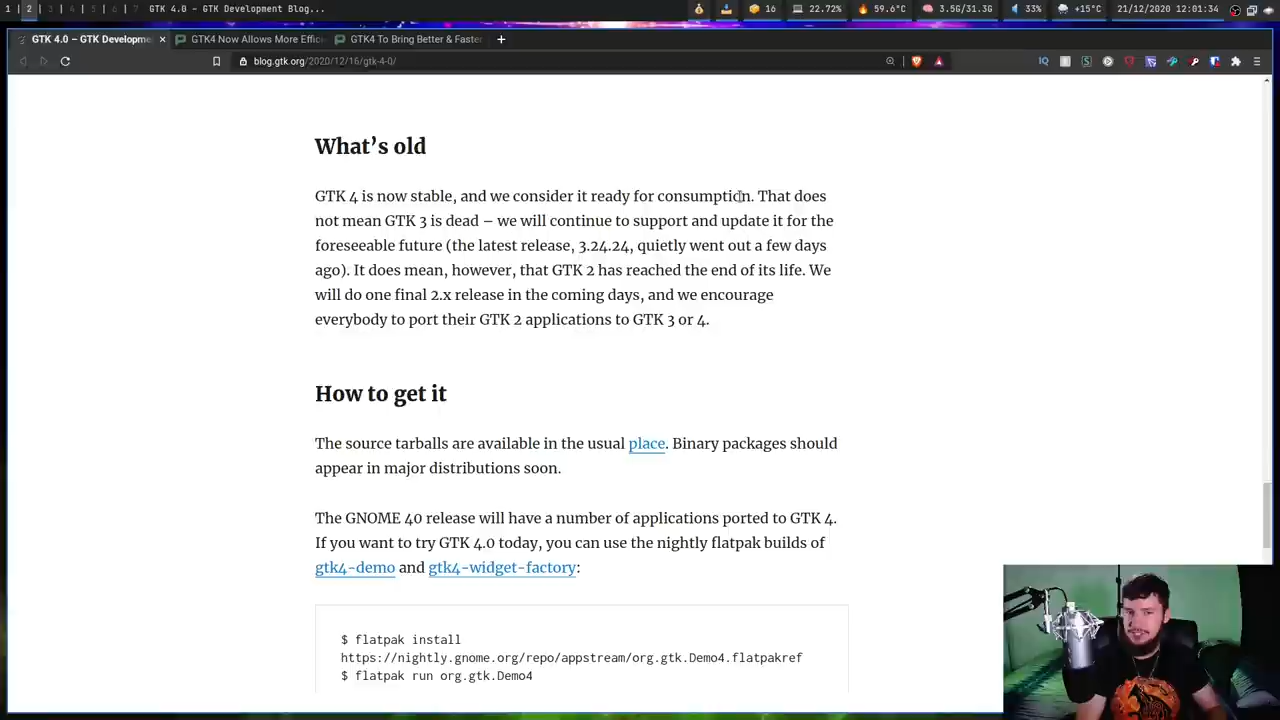 1 2 3 4 5 6 7 GTK 4.0 – GTK Development Blog... 16 22.72% 59.6°C 3.5G/31.3G 33% +15°C 21/12/2020 12:01:34
GTK 4.0 – GTK Developme GTK4 Now Allows More Effici GTK4 To Bring Better & Faster
blog.gtk.org/2020/12/16/gtk-4-0/ IQ
What's old
GTK 4 is now stable, and we consider it ready for consumption. That does
not mean GTK 3 is dead – we will continue to support and update it for the
foreseeable future (the latest release, 3.24.24, quietly went out a few days
ago). It does mean, however, that GTK 2 has reached the end of its life. We
will do one final 2.x release in the coming days, and we encourage
everybody to port their GTK 2 applications to GTK 3 or 4.
How to get it
The source tarballs are available in the usual place. Binary packages should
appear in major distributions soon.
The GNOME 40 release will have a number of applications ported to GTK 4.
If you want to try GTK 4.0 today, you can use the nightly flatpak builds of
gtk4-demo and gtk4-widget-factory:
$ flatpak install
https://nightly.gnome.org/repo/appstream/org.gtk.Demo4.flatpakref
$ flatpak run org.gtk.Demo4